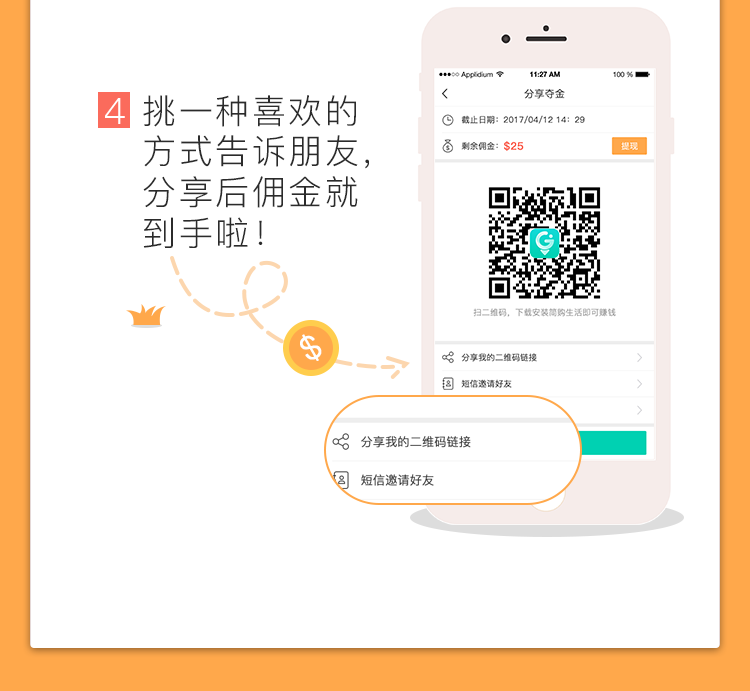 4 挑一种喜欢的
方式告诉朋友,
分享后佣金就
到手啦!
Applidium 11:27 AM 100 %
分享夺金
截止日期: 2017/04/12 14: 29
剩余佣金: $25 提现
扫二维码, 下载安装简购生活即可赚钱
分享我的二维码链接
短信邀请好友
分享我的二维码链接
短信邀请好友